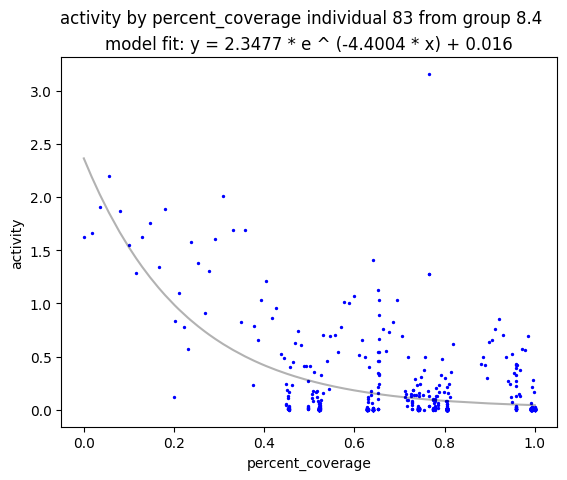 activity by percent_coverage individual 83 from group 8.4
model fit: y = 2.3477 * e ^ (-4.4004 * x) + 0.016
3.0
2.5
2.0
1.5
1.0
0.5
0.0
activity
0.0 0.2 0.4 0.6 0.8 1.0
percent_coverage